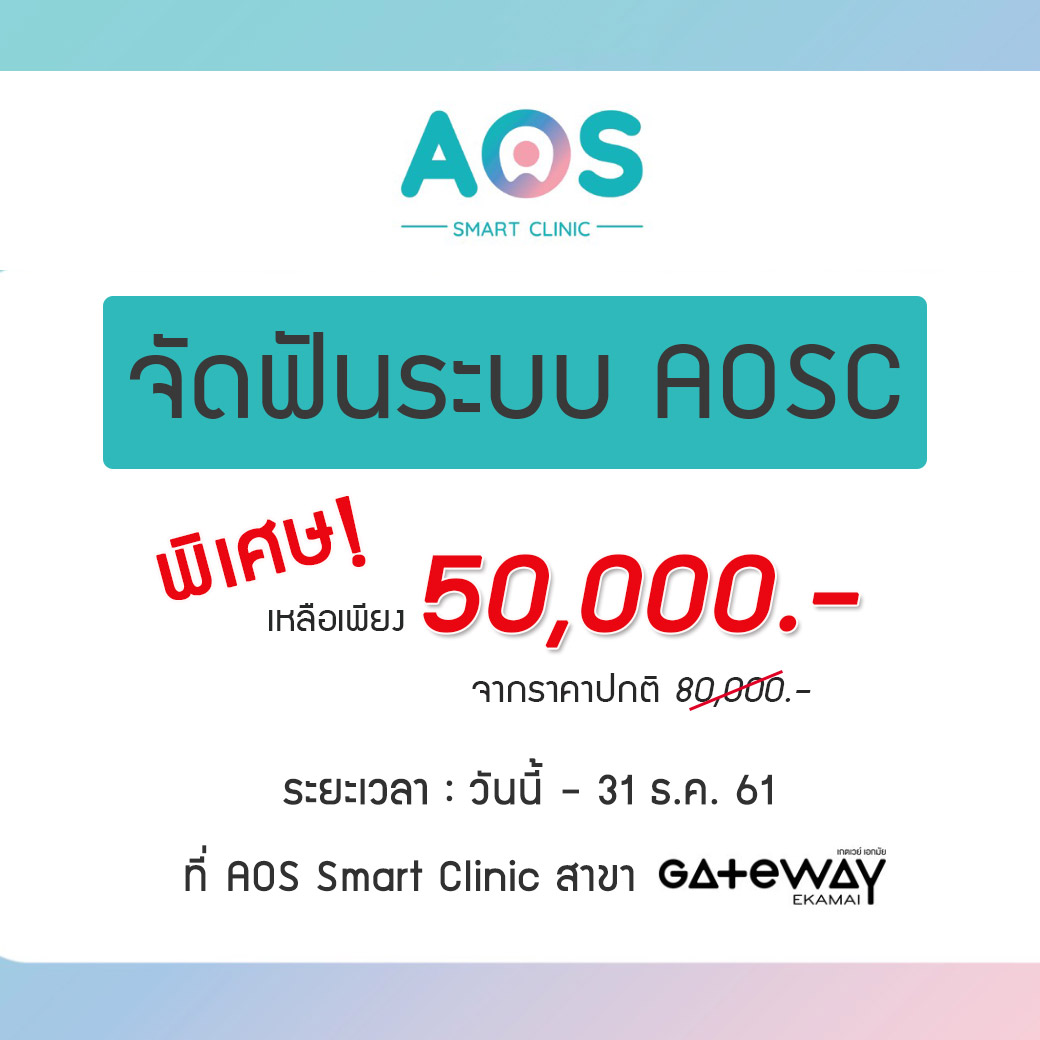 AOS
SMART CLINIC
จัดฟันระบบ AOSC
พิเศษ!
เหลือเพียง 50,000.-
จากราคาปกติ 80,000.-
ระยะเวลา : วันนี้ - 31 ธ.ค. 61
ที่ AOS Smart Clinic สาขา GATEWAY
เกตเวย์ เอกมัย
EKAMAI